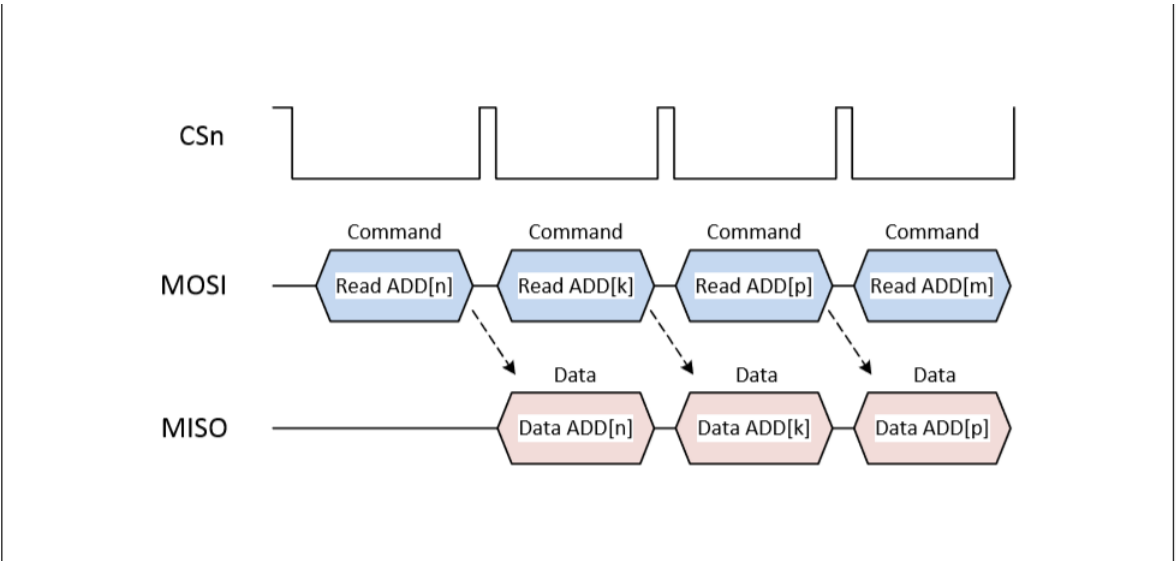 CSn
Command Command Command Command
MOSI Read ADD[n] Read ADD[k] Read ADD[p] Read ADD[m]
Data Data Data
MISO Data ADD[n] Data ADD[k] Data ADD[p]